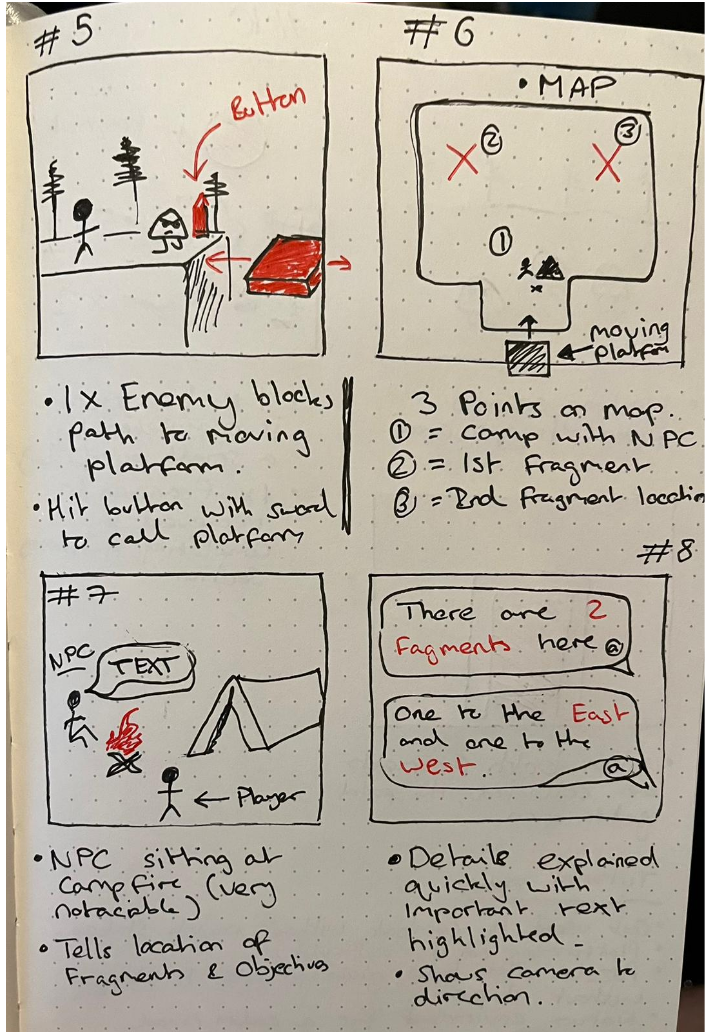 #5
Button
• 1x Enemy blocks
path to moving
platform.
• Hit button with sword
to call platform
#6
• MAP
② ③
①
moving
platform
3 Points on map.
① = Camp with NPC
② = 1st Fragment
③ = 2nd Fragment location
#7
NPC
TEXT
← Player
• NPC sitting at
Campfire (very
notaciable)
• Tells location of
Fragments & Objectives
#8
There are 2
Fagments here ⓐ
One to the East
and one to the
West. ⓐ
• Details explained
quickly with
Important text
highlighted.
• Shows camera to
direction.